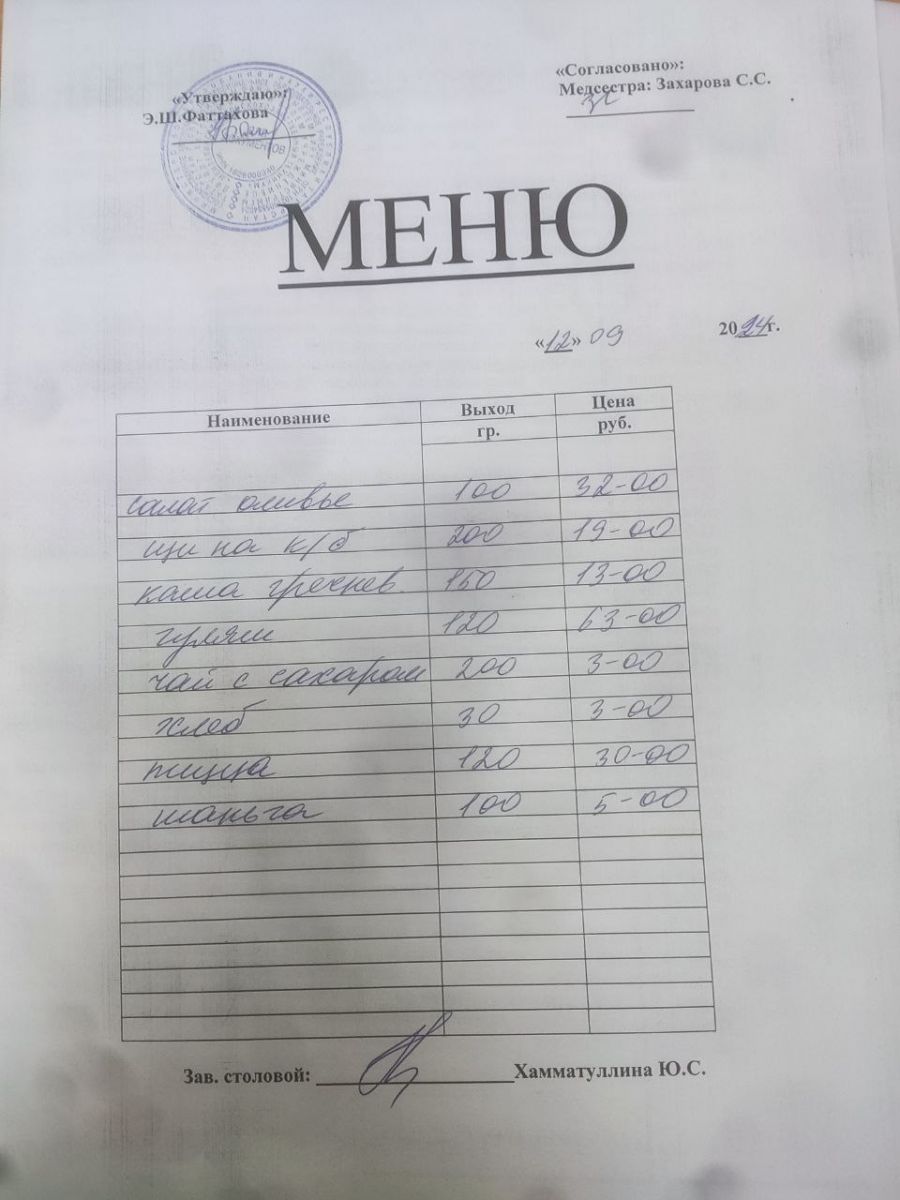 «Утверждаю»:
Э.Ш.Фаттахова
ДОКУМЕНТОВ
«Согласовано»:
Медсестра: Захарова С.С.
МЕНЮ
«12» 09 2024г.
Наименование Выход гр. Цена руб.
салат оливье 100 32-00
щи на к/б 200 19-00
каша гречнев. 150 13-00
гуляш 120 63-00
чай с сахаром 200 3-00
хлеб 30 3-00
пицца 120 30-00
шаньга 100 5-00
Зав. столовой: Хамматуллина Ю.С.